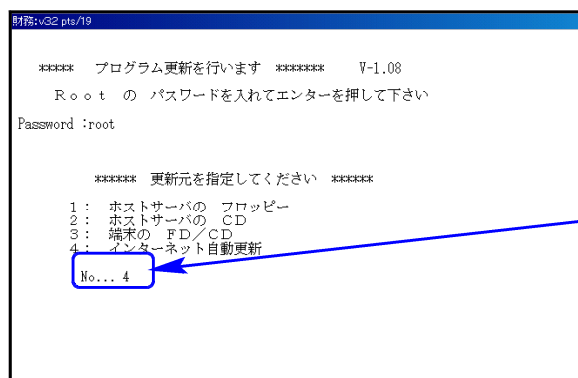 財務:v32 pts/19
***** プログラム更新を行います ******* V-1.08
Ｒｏｏｔ の パスワードを入れてエンターを押して下さい
Password :root
****** 更新元を指定してください ******
1： ホストサーバの フロッピー
2： ホストサーバの ＣＤ
3： 端末の ＦＤ／ＣＤ
4： インターネット自動更新
No... 4